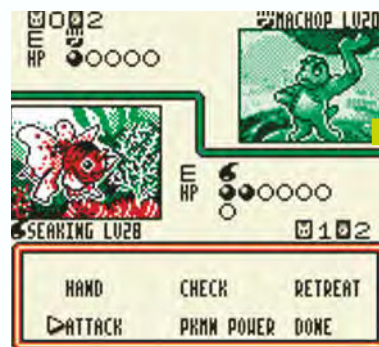 0 2 MACHOP LV20
E
HP
E
HP
SEAKING LV28 1 2
HAND CHECK RETREAT
ATTACK PKMN POWER DONE